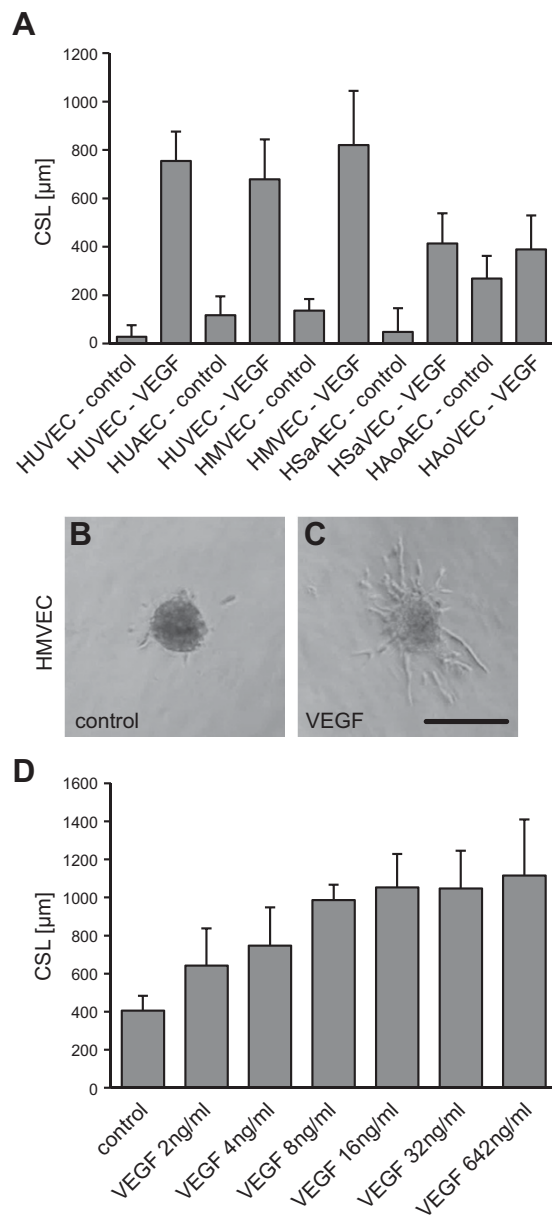 A
1200
1000
800
600
400
200
0
CSL [µm]
HUVEC - control
HUVEC - VEGF
HUAEC - control
HUVEC - VEGF
HMVEC - control
HMVEC - VEGF
HSaAEC - control
HSaVEC - VEGF
HAoAEC - control
HAoVEC - VEGF
B
C
HMVEC
control
VEGF
D
1600
1400
1200
1000
800
600
400
200
0
CSL [µm]
control
VEGF 2ng/ml
VEGF 4ng/ml
VEGF 8ng/ml
VEGF 16ng/ml
VEGF 32ng/ml
VEGF 642ng/ml